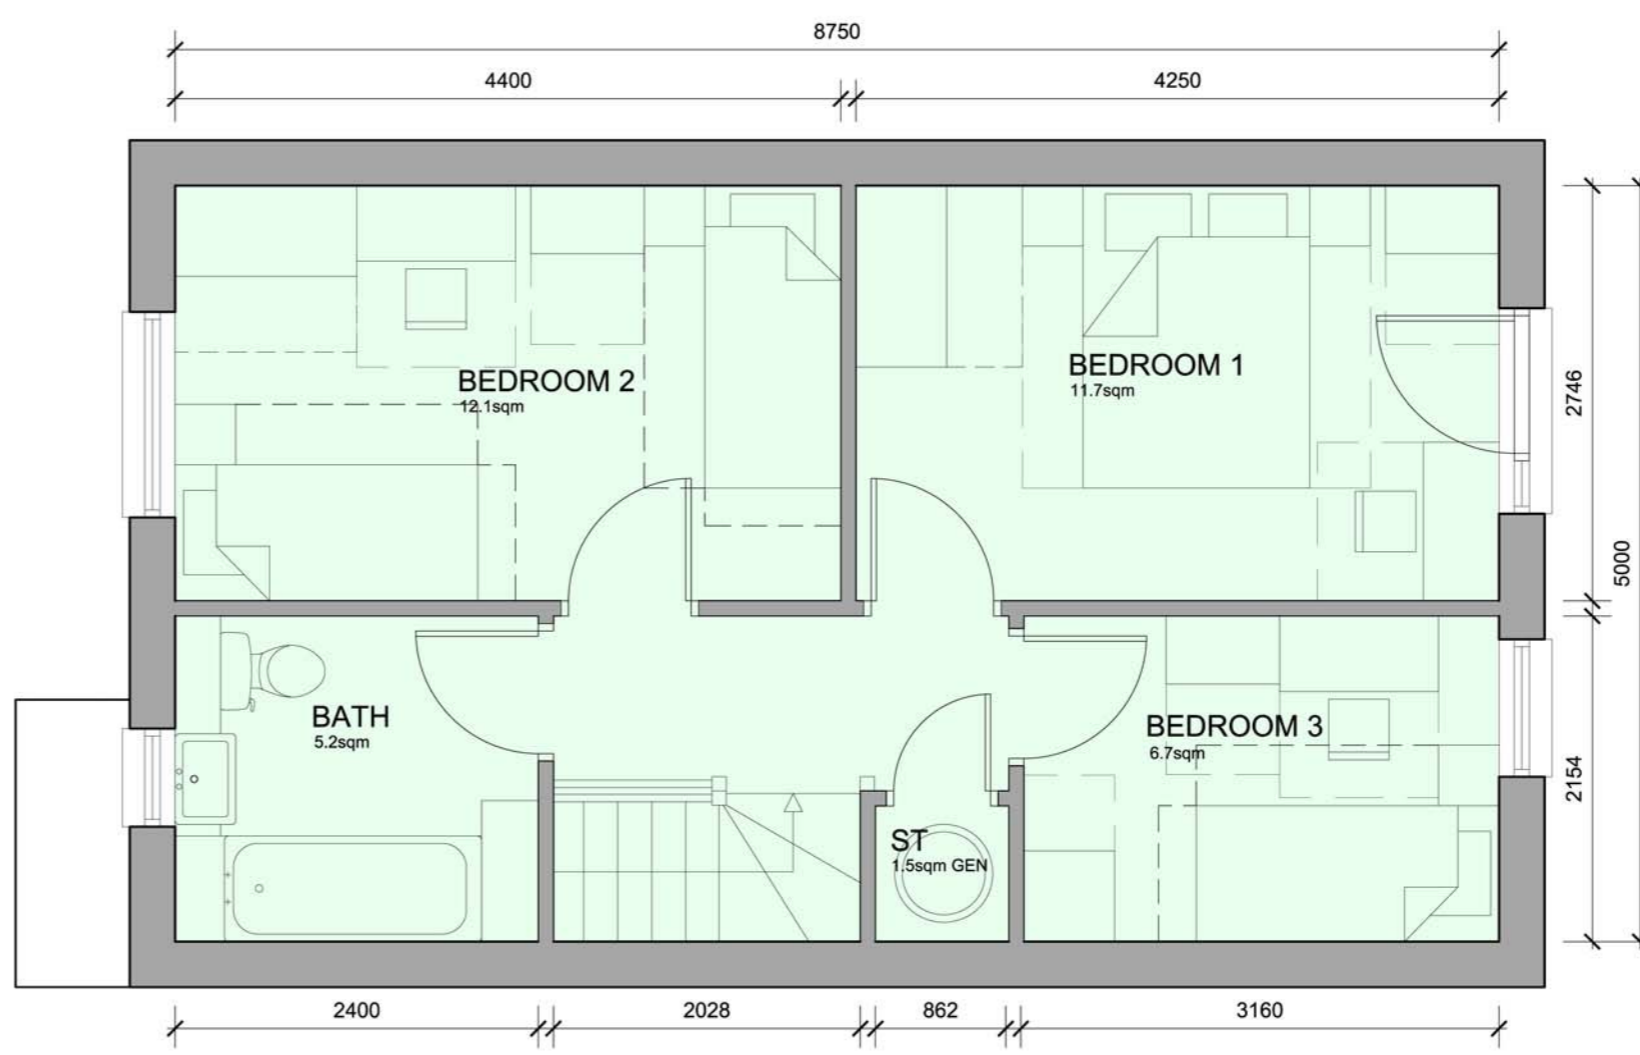 8750
4400
4250
BEDROOM 2
12.1sqm
BEDROOM 1
11.7sqm
2746
5000
BATH
5.2sqm
BEDROOM 3
6.7sqm
2154
ST
1.5sqm GEN
2400
2028
862
3160